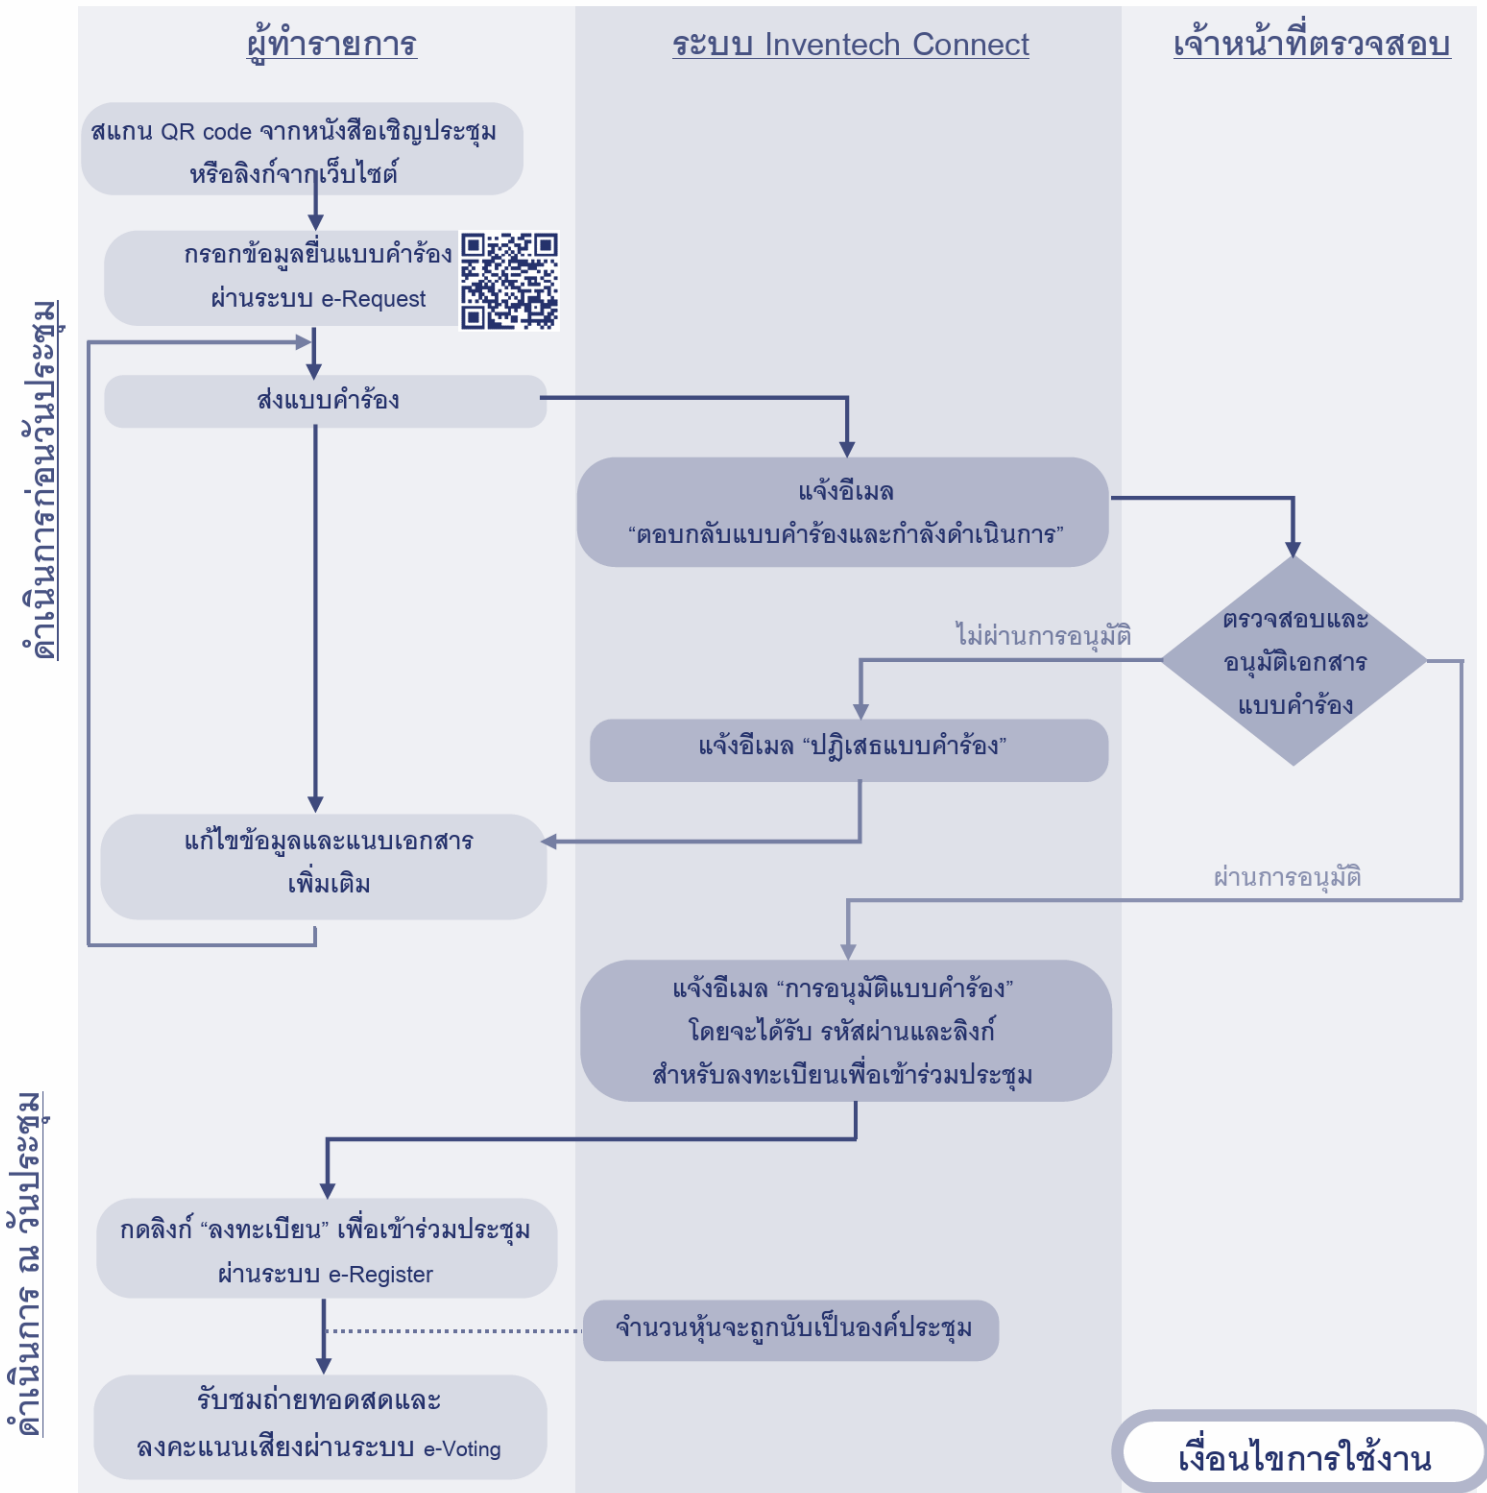 ผู้ทำรายการ
ระบบ Inventech Connect
เจ้าหน้าที่ตรวจสอบ
ดำเนินการก่อนวันประชุม
สแกน QR code จากหนังสือเชิญประชุม
หรือลิงก์จากเว็บไซต์
กรอกข้อมูลยื่นแบบคำร้อง
ผ่านระบบ e-Request
ส่งแบบคำร้อง
แจ้งอีเมล
“ตอบกลับแบบคำร้องและกำลังดำเนินการ”
ตรวจสอบและ
อนุมัติเอกสาร
แบบคำร้อง
ไม่ผ่านการอนุมัติ
แจ้งอีเมล “ปฏิเสธแบบคำร้อง”
แก้ไขข้อมูลและแนบเอกสาร
เพิ่มเติม
ผ่านการอนุมัติ
แจ้งอีเมล “การอนุมัติแบบคำร้อง”
โดยจะได้รับ รหัสผ่านและลิงก์
สำหรับลงทะเบียนเพื่อเข้าร่วมประชุม
ดำเนินการ ณ วันประชุม
กดลิงก์ “ลงทะเบียน” เพื่อเข้าร่วมประชุม
ผ่านระบบ e-Register
จำนวนหุ้นจะถูกนับเป็นองค์ประชุม
รับชมถ่ายทอดสดและ
ลงคะแนนเสียงผ่านระบบ e-Voting
เงื่อนไขการใช้งาน